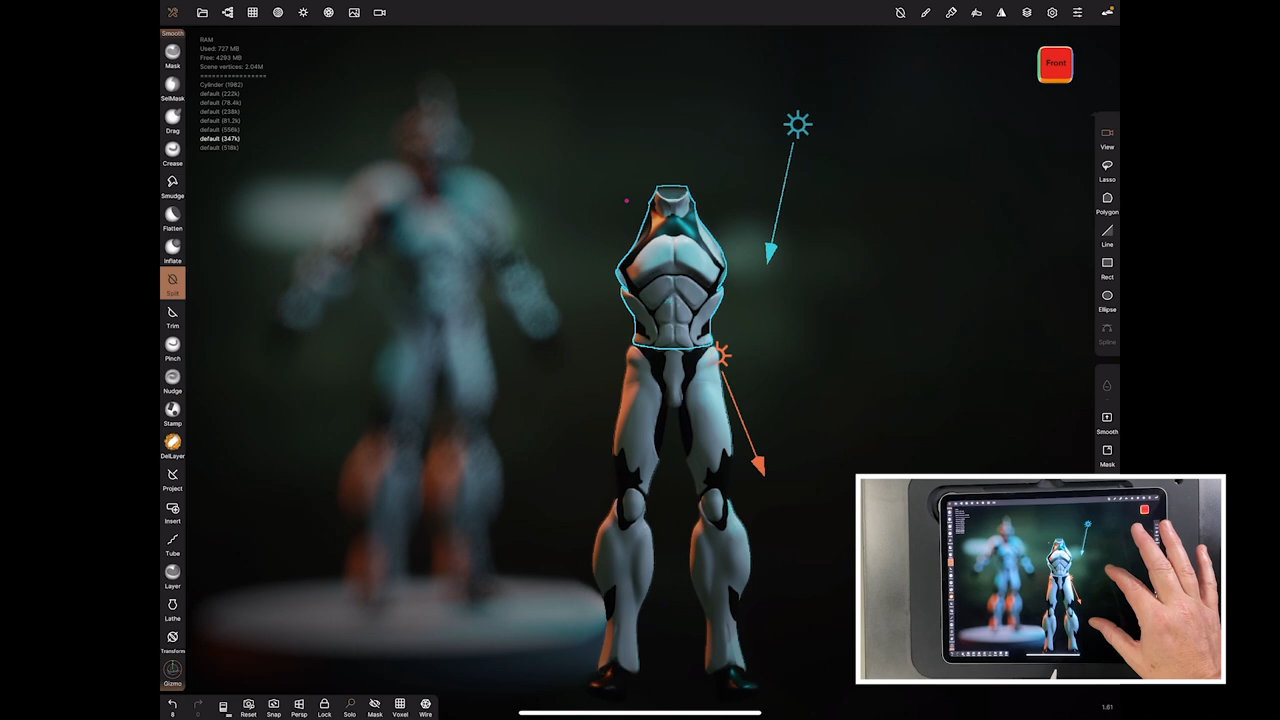 Smooth
Mask
SelMask
Drag
Crease
Smudge
Flatten
Inflate
Split
Trim
Pinch
Nudge
Stamp
DelLayer
Project
Insert
Tube
Layer
Lathe
Transform
Gizmo
RAM
Used: 727 MB
Free: 4293 MB
Scene vertices: 2.04M
==================
Cylinder (1982)
default (222k)
default (78.4k)
default (238k)
default (81.2k)
default (556k)
default (347k)
default (518k)
Front
View
Lasso
Polygon
Line
Rect
Ellipse
Spline
Smooth
Mask
8
0
Reset
Snap
Persp
Lock
Solo
Mask
Voxel
Wire
1.61